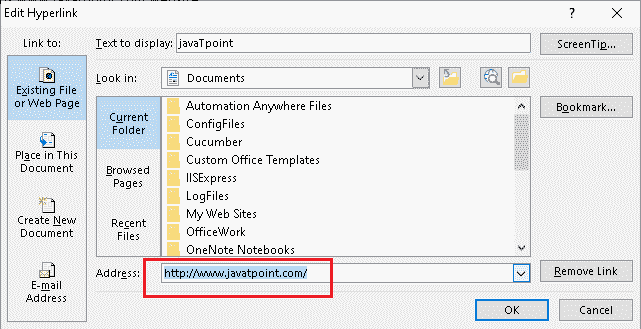 Edit Hyperlink
?
Link to:
Text to display:
javaTpoint
ScreenTip...
Existing File
or Web Page
Look in:
Documents
Bookmark...
Place in This
Document
Create New
Document
E-mail
Address
Current
Folder
Browsed
Pages
Recent
Files
Automation Anywhere Files
ConfigFiles
Cucumber
Custom Office Templates
IISExpress
LogFiles
My Web Sites
OfficeWork
OneNote Notebooks
Address:
http://www.javatpoint.com/
Remove Link
OK
Cancel